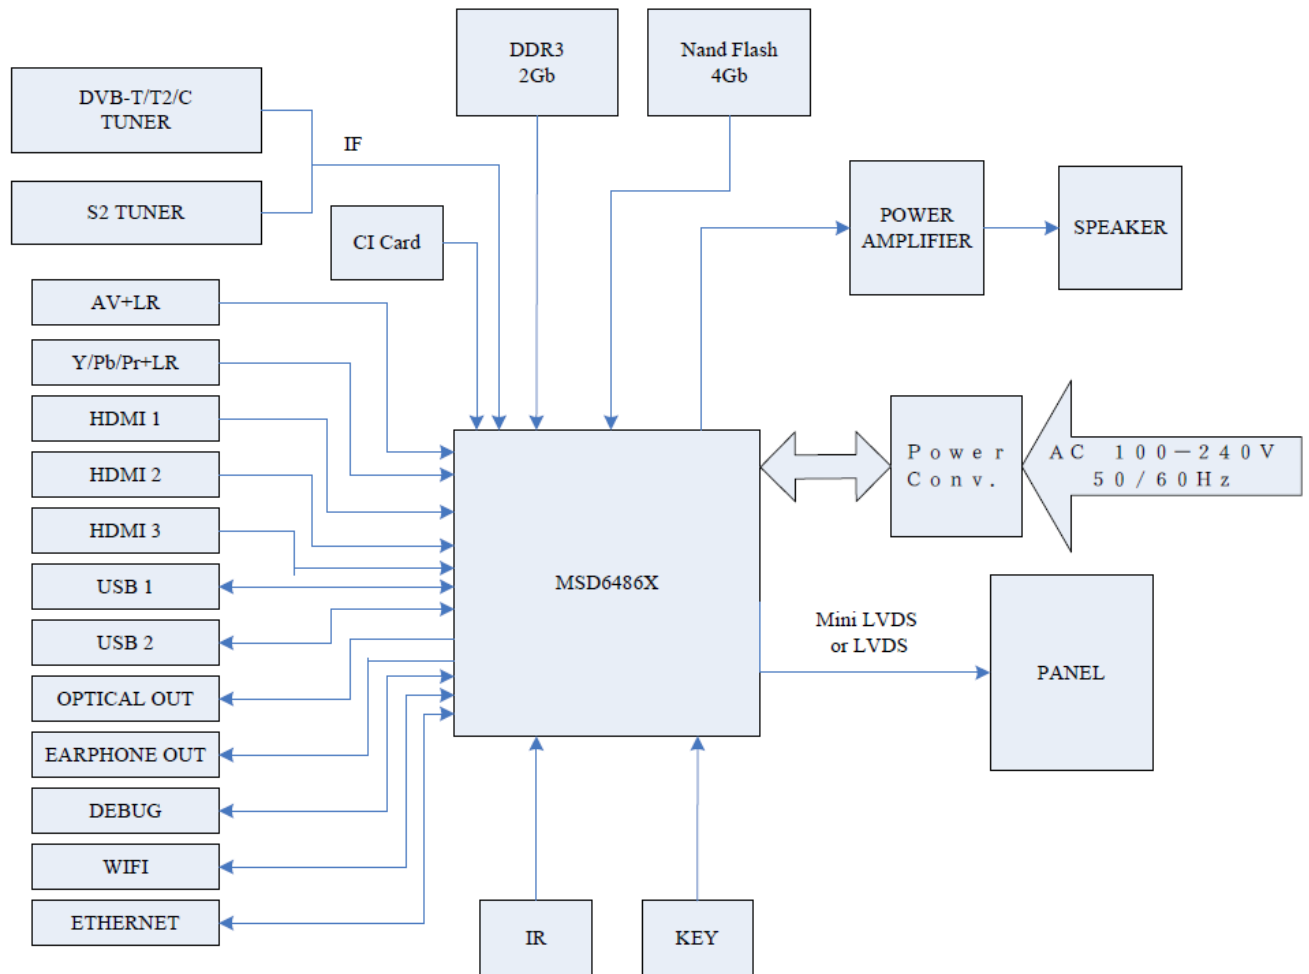 DDR3
2Gb
Nand Flash
4Gb
DVB-T/T2/C
TUNER
IF
S2 TUNER
CI Card
POWER
AMPLIFIER
SPEAKER
AV+LR
Y/Pb/Pr+LR
HDMI 1
HDMI 2
HDMI 3
USB 1
USB 2
OPTICAL OUT
EARPHONE OUT
DEBUG
WIFI
ETHERNET
MSD6486X
Power
Conv.
AC 100-240V
50/60Hz
Mini LVDS
or LVDS
PANEL
IR
KEY